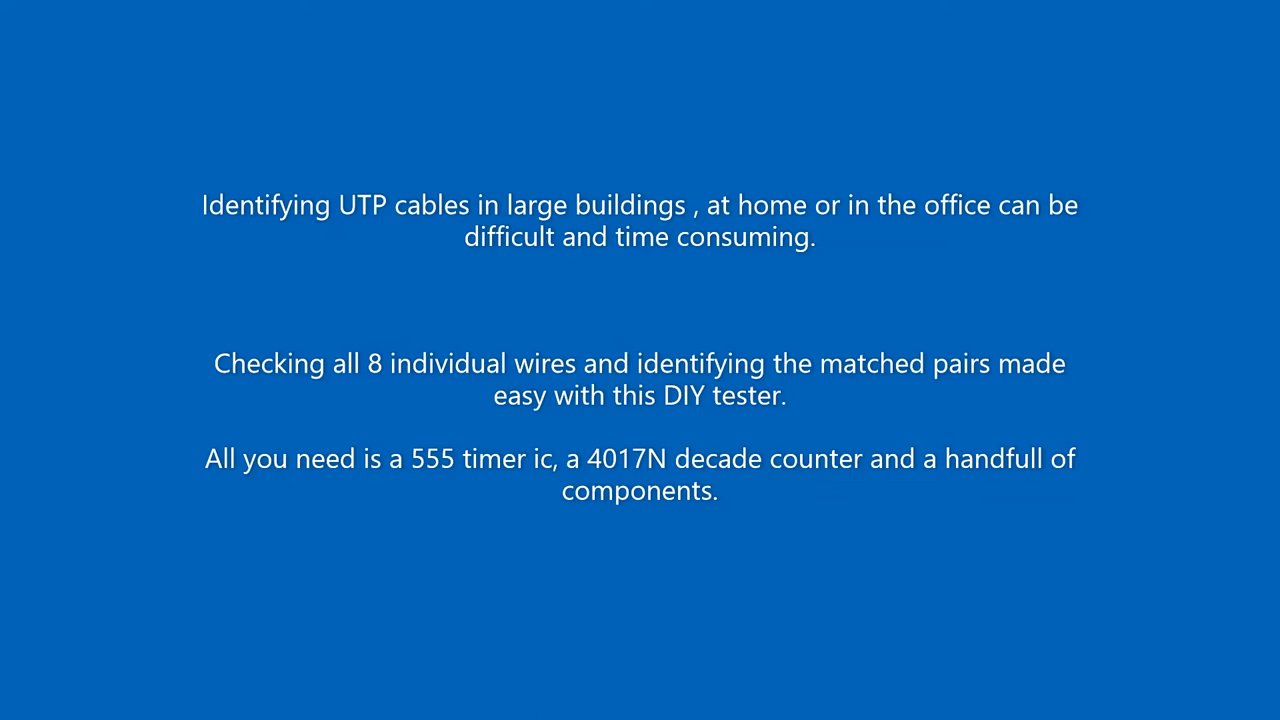 Identifying UTP cables in large buildings , at home or in the office can be
difficult and time consuming.
Checking all 8 individual wires and identifying the matched pairs made
easy with this DIY tester.
All you need is a 555 timer ic, a 4017N decade counter and a handfull of
components.